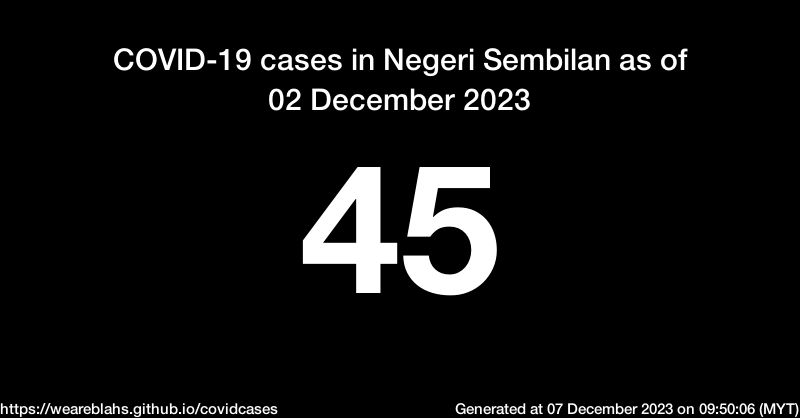 COVID-19 cases in Negeri Sembilan as of
02 December 2023
45
https://weareblahs.github.io/covidcases
Generated at 07 December 2023 on 09:50:06 (MYT)